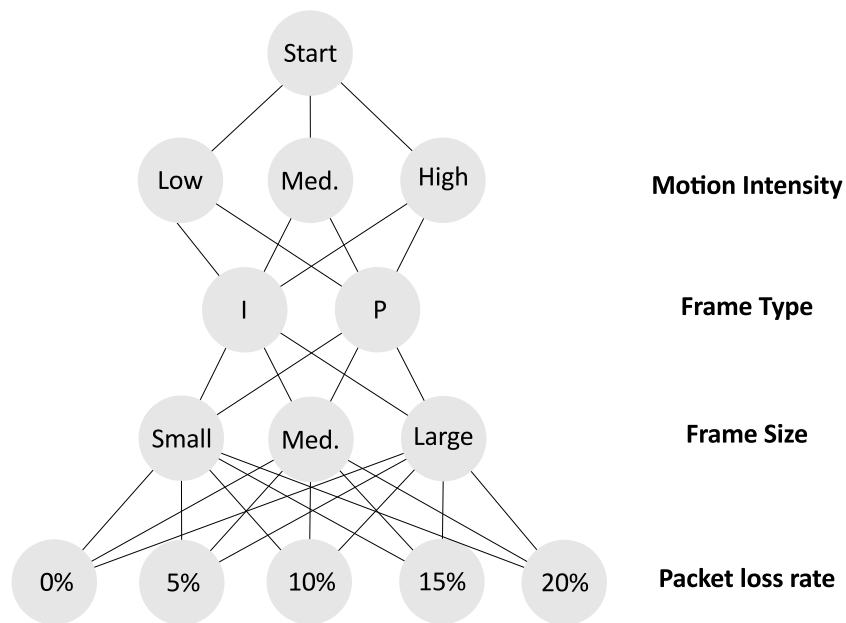 Start
Low
Med.
High
Motion Intensity
I
P
Frame Type
Small
Med.
Large
Frame Size
0%
5%
10%
15%
20%
Packet loss rate